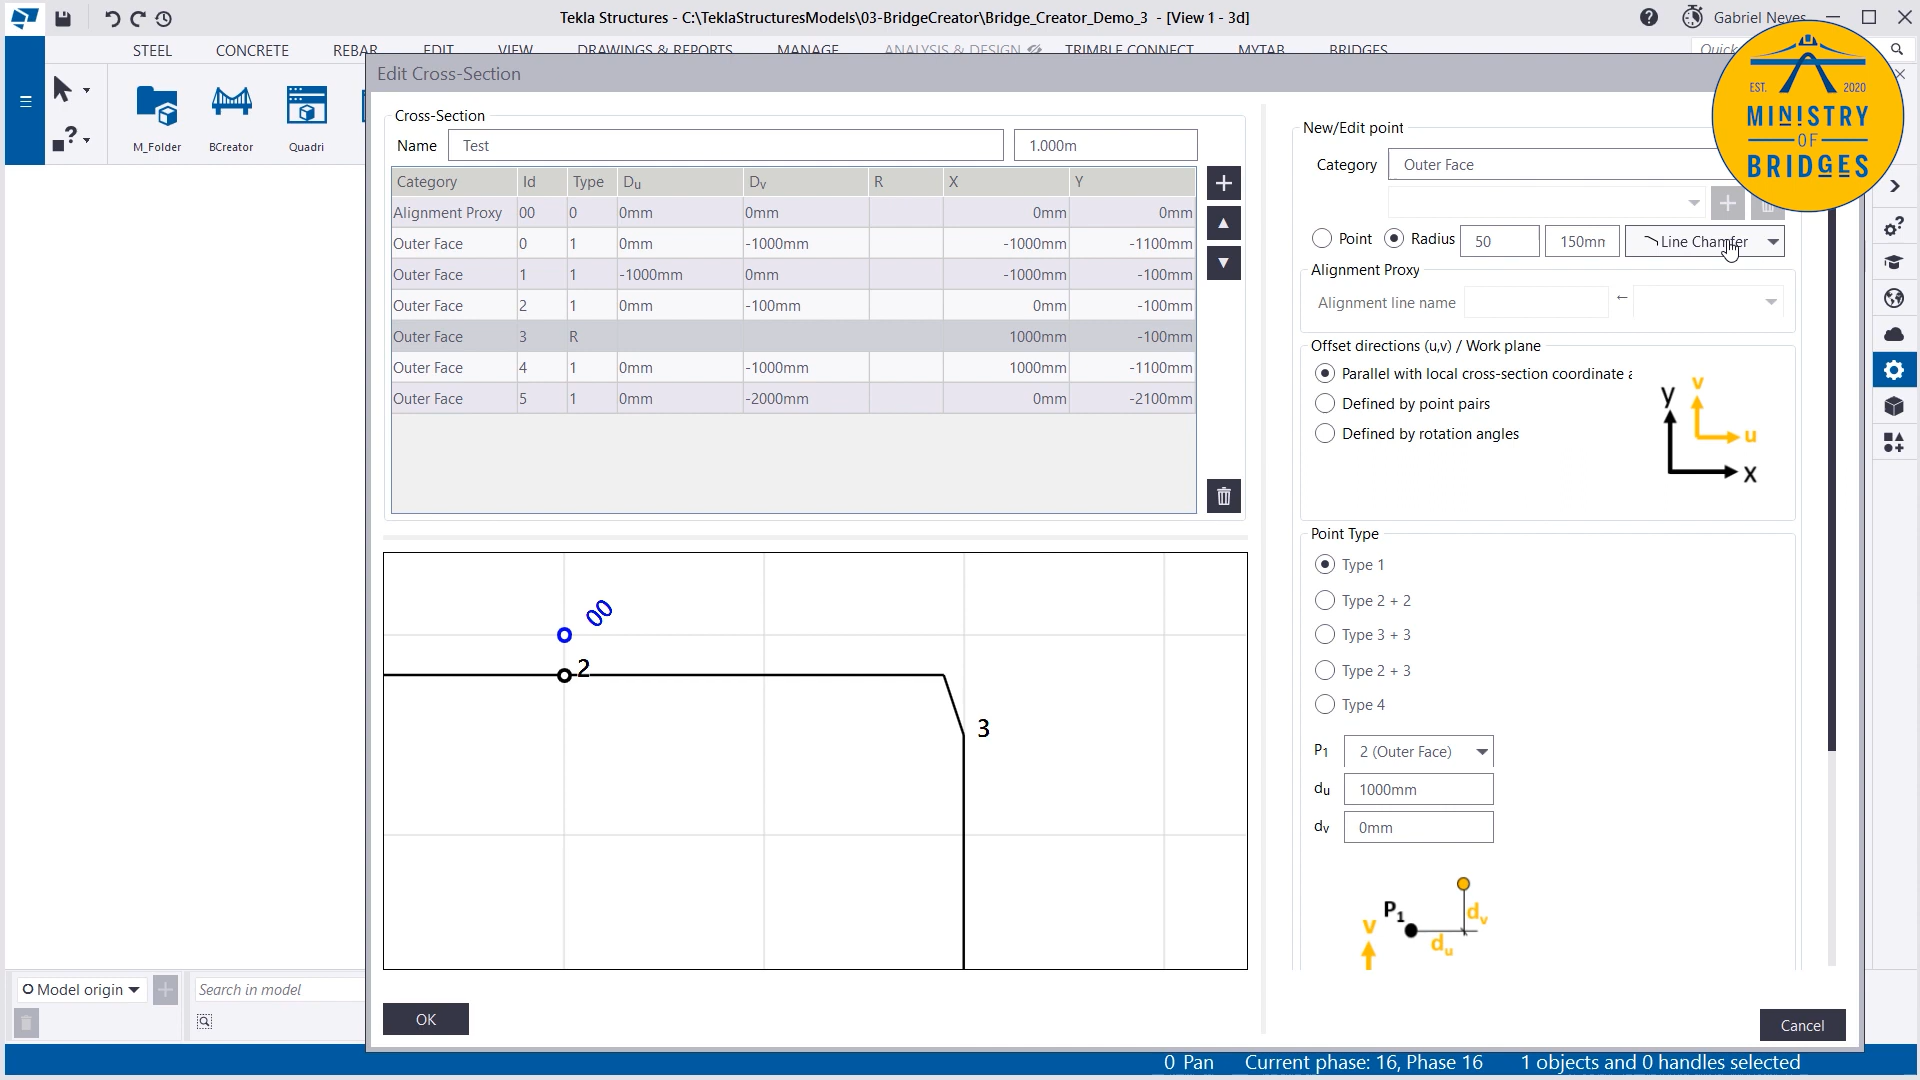 Tekla Structures - C:\TeklaStructuresModels\03-BridgeCreator\Bridge_Creator_Demo_3 - [View 1 - 3d]
Gabriel Neves
STEEL CONCRETE REBAR EDIT VIEW DRAWINGS & REPORTS MANAGE ANALYSIS & DESIGN TRIMBLE CONNECT MYTAB BRIDGES Quick
M_Folder BCreator Quadri
EST. 2020
MINISTRY
OF
BRIDGES
Edit Cross-Section
Cross-Section
Name Test 1.000m
Category Id Type Du Dv R X Y
Alignment Proxy 00 0 0mm 0mm 0mm 0mm
Outer Face 0 1 0mm -1000mm -1000mm -1100mm
Outer Face 1 1 -1000mm 0mm -1000mm -100mm
Outer Face 2 1 0mm -100mm 0mm -100mm
Outer Face 3 R 1000mm -100mm
Outer Face 4 1 0mm -1000mm 1000mm -1100mm
Outer Face 5 1 0mm -2000mm 0mm -2100mm
00
2
3
OK
New/Edit point
Category Outer Face
Point Radius 50 150mm Line Chamfer
Alignment Proxy
Alignment line name
Offset directions (u,v) / Work plane
Parallel with local cross-section coordinate a
Defined by point pairs
Defined by rotation angles
y v u x
Point Type
Type 1
Type 2 + 2
Type 3 + 3
Type 2 + 3
Type 4
P1 2 (Outer Face)
du 1000mm
dv 0mm
P1 dv
v du
Cancel
Model origin
Search in model
0 Pan Current phase: 16, Phase 16 1 objects and 0 handles selected